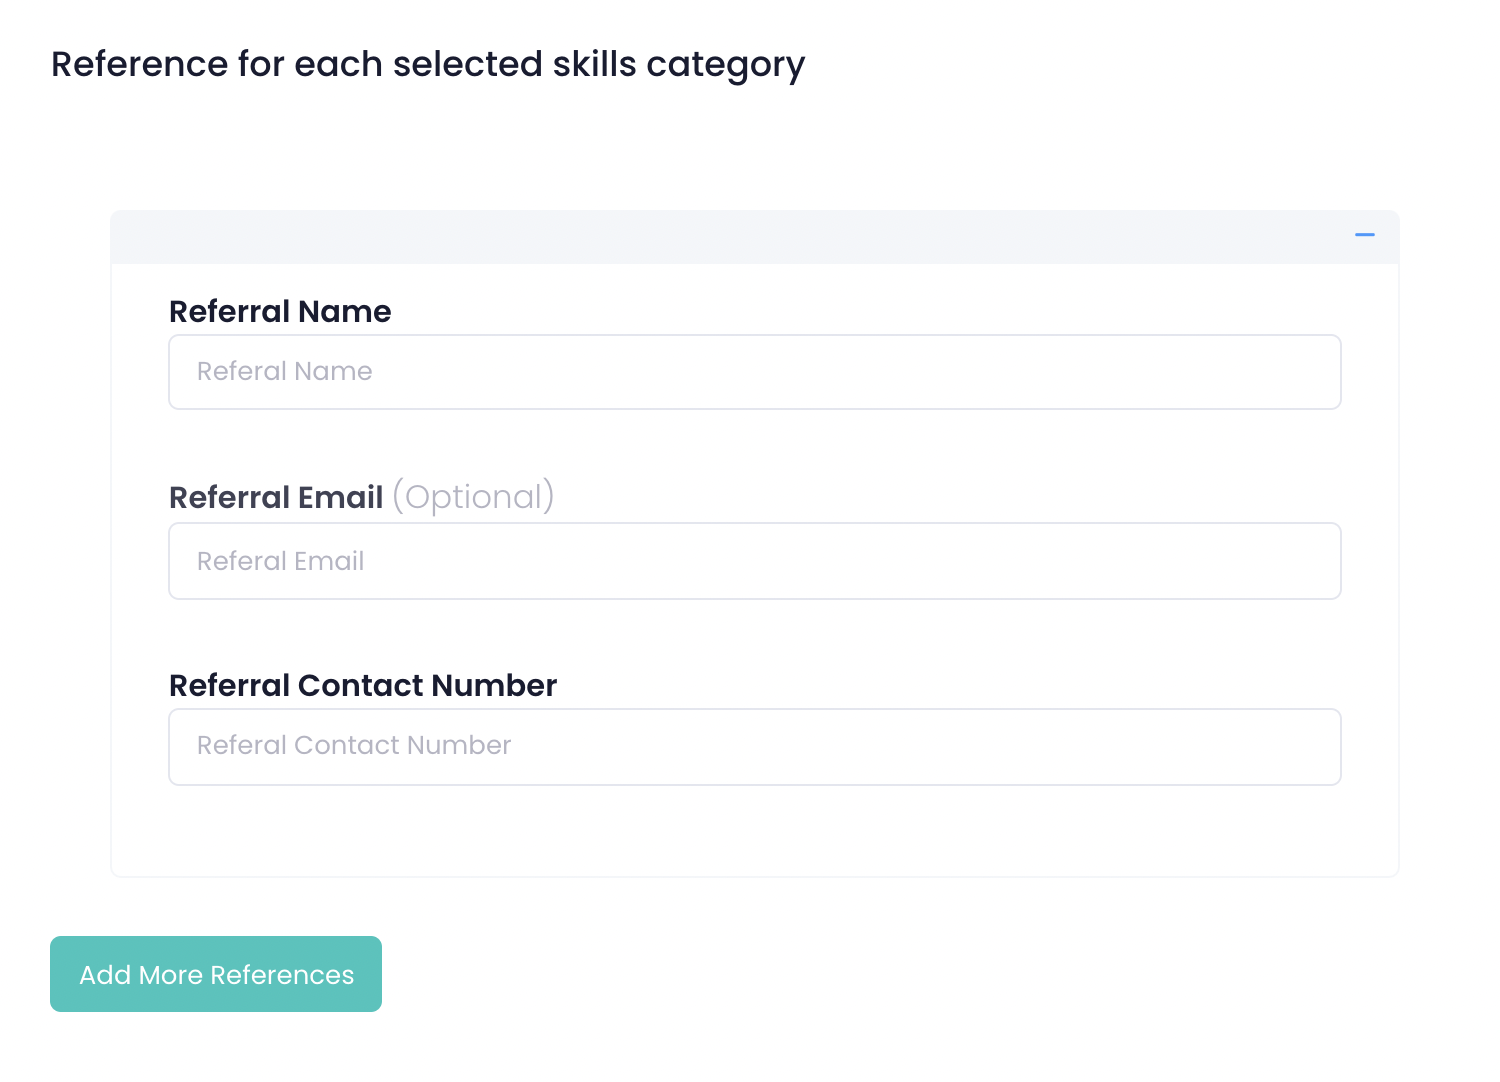 Reference for each selected skills category
Referral Name
Referal Name
Referral Email (Optional)
Referal Email
Referral Contact Number
Referal Contact Number
Add More References